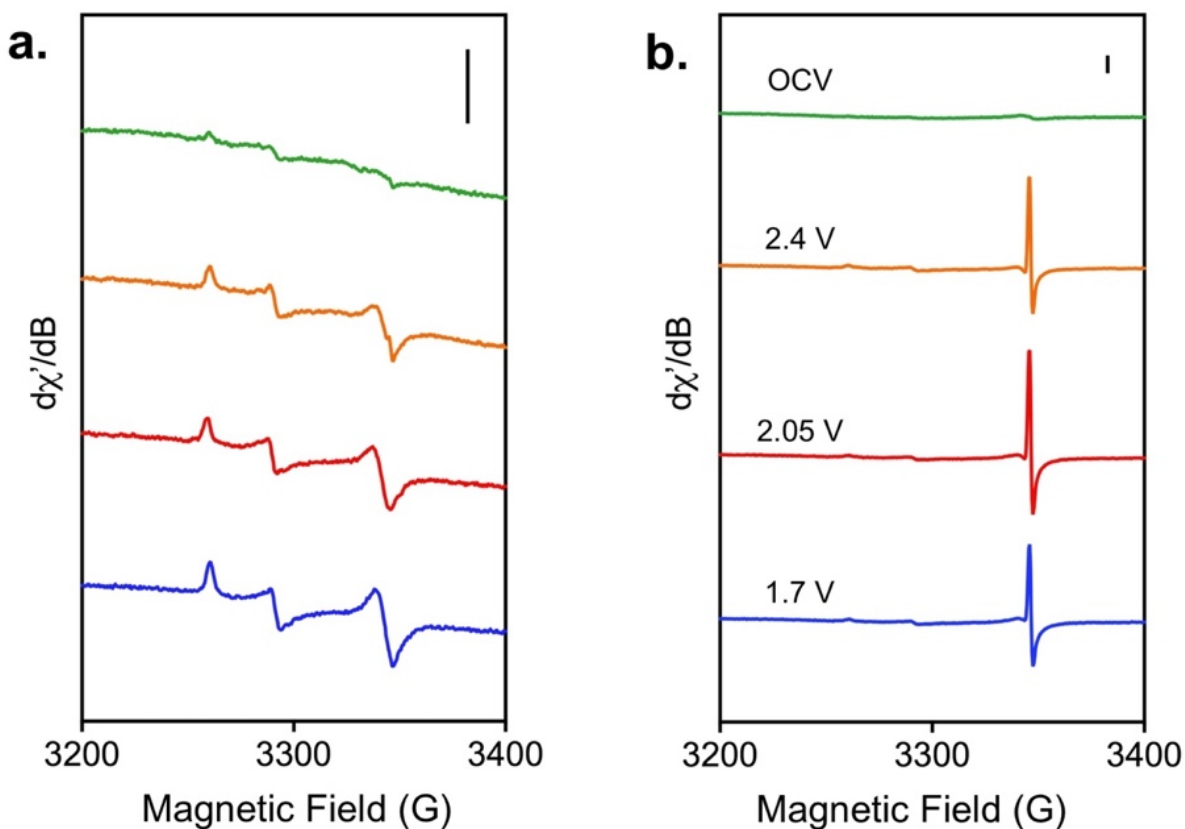 a.
dχ'/dB
3200
3300
3400
Magnetic Field (G)
b.
OCV
2.4 V
2.05 V
1.7 V
dχ'/dB
3200
3300
3400
Magnetic Field (G)